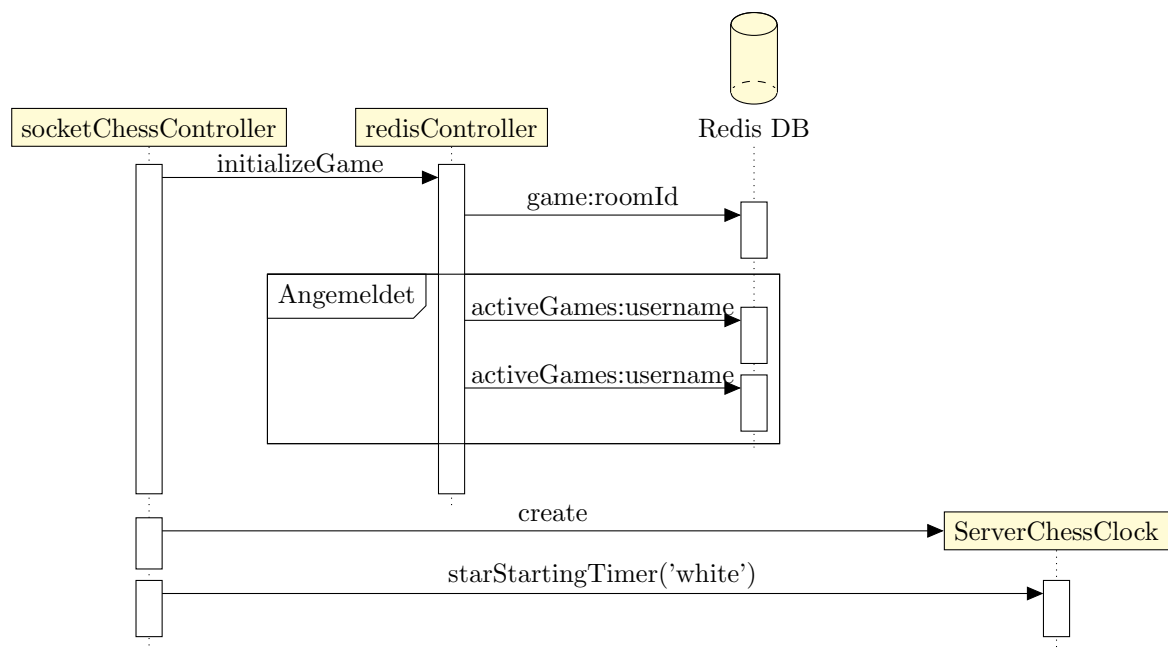 socketChessController
redisController
Redis DB
initializeGame
game:roomId
Angemeldet
activeGames:username
activeGames:username
create
ServerChessClock
starStartingTimer('white')